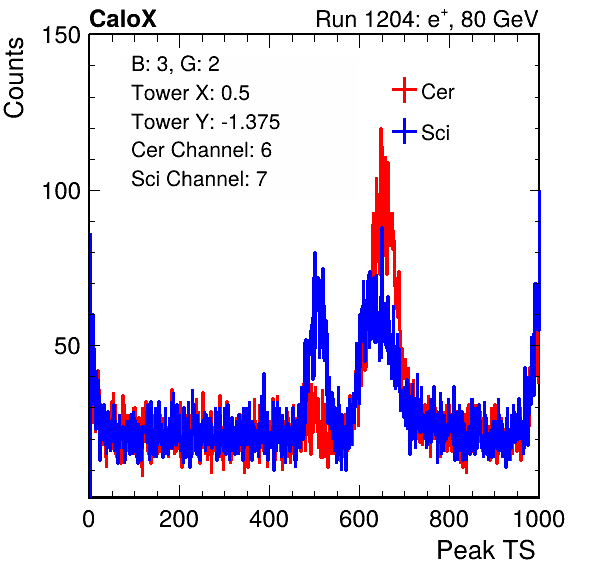 CaloX Run 1204: e⁺, 80 GeV
Counts
150
B: 3, G: 2
Tower X: 0.5
Tower Y: -1.375
Cer Channel: 6
Sci Channel: 7
Cer
Sci
100
50
0 200 400 600 800 1000
Peak TS